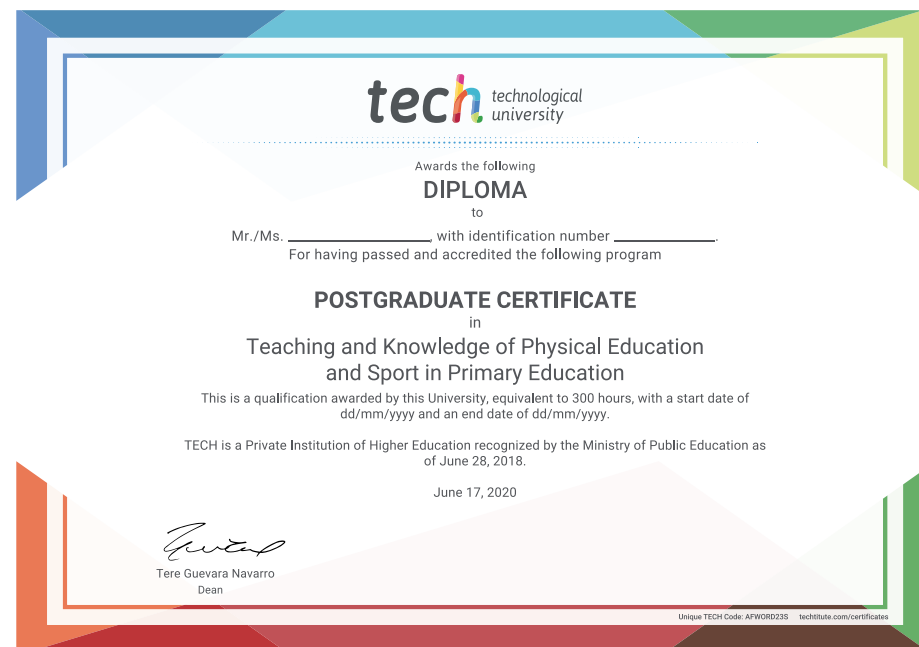 tech technological
university
Awards the following
DIPLOMA
to
Mr./Ms. ____________, with identification number _________.
For having passed and accredited the following program
POSTGRADUATE CERTIFICATE
in
Teaching and Knowledge of Physical Education
and Sport in Primary Education
This is a qualification awarded by this University, equivalent to 300 hours, with a start date of
dd/mm/yyyy and an end date of dd/mm/yyyy.
TECH is a Private Institution of Higher Education recognized by the Ministry of Public Education as
of June 28, 2018.
June 17, 2020
Tere Guevara Navarro
Dean
Unique TECH Code: AFWORD23S techtitute.com/certificates